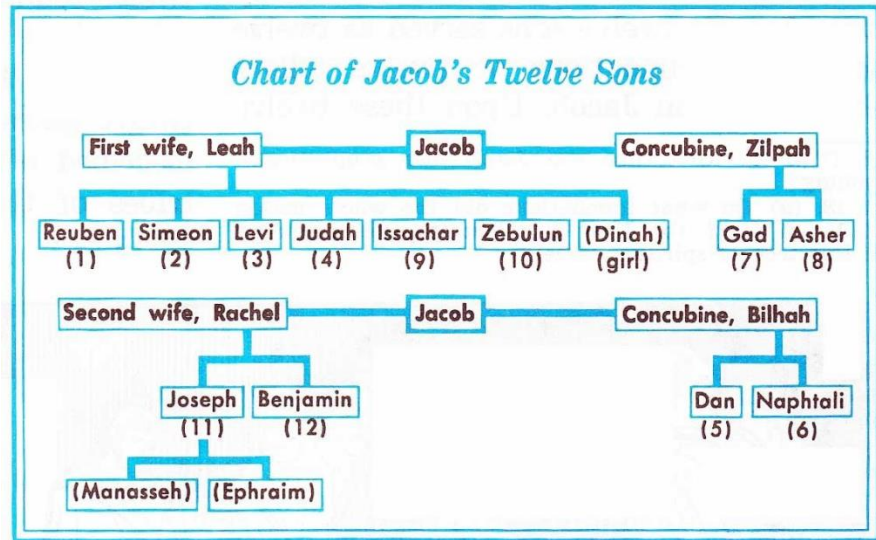 Chart of Jacob's Twelve Sons
First wife, Leah Jacob Concubine, Zilpah
Reuben Simeon Levi Judah Issachar Zebulun (Dinah) Gad Asher
(1) (2) (3) (4) (9) (10) (girl) (7) (8)
Second wife, Rachel Jacob Concubine, Bilhah
Joseph Benjamin Dan Naphtali
(11) (12) (5) (6)
(Manasseh) (Ephraim)